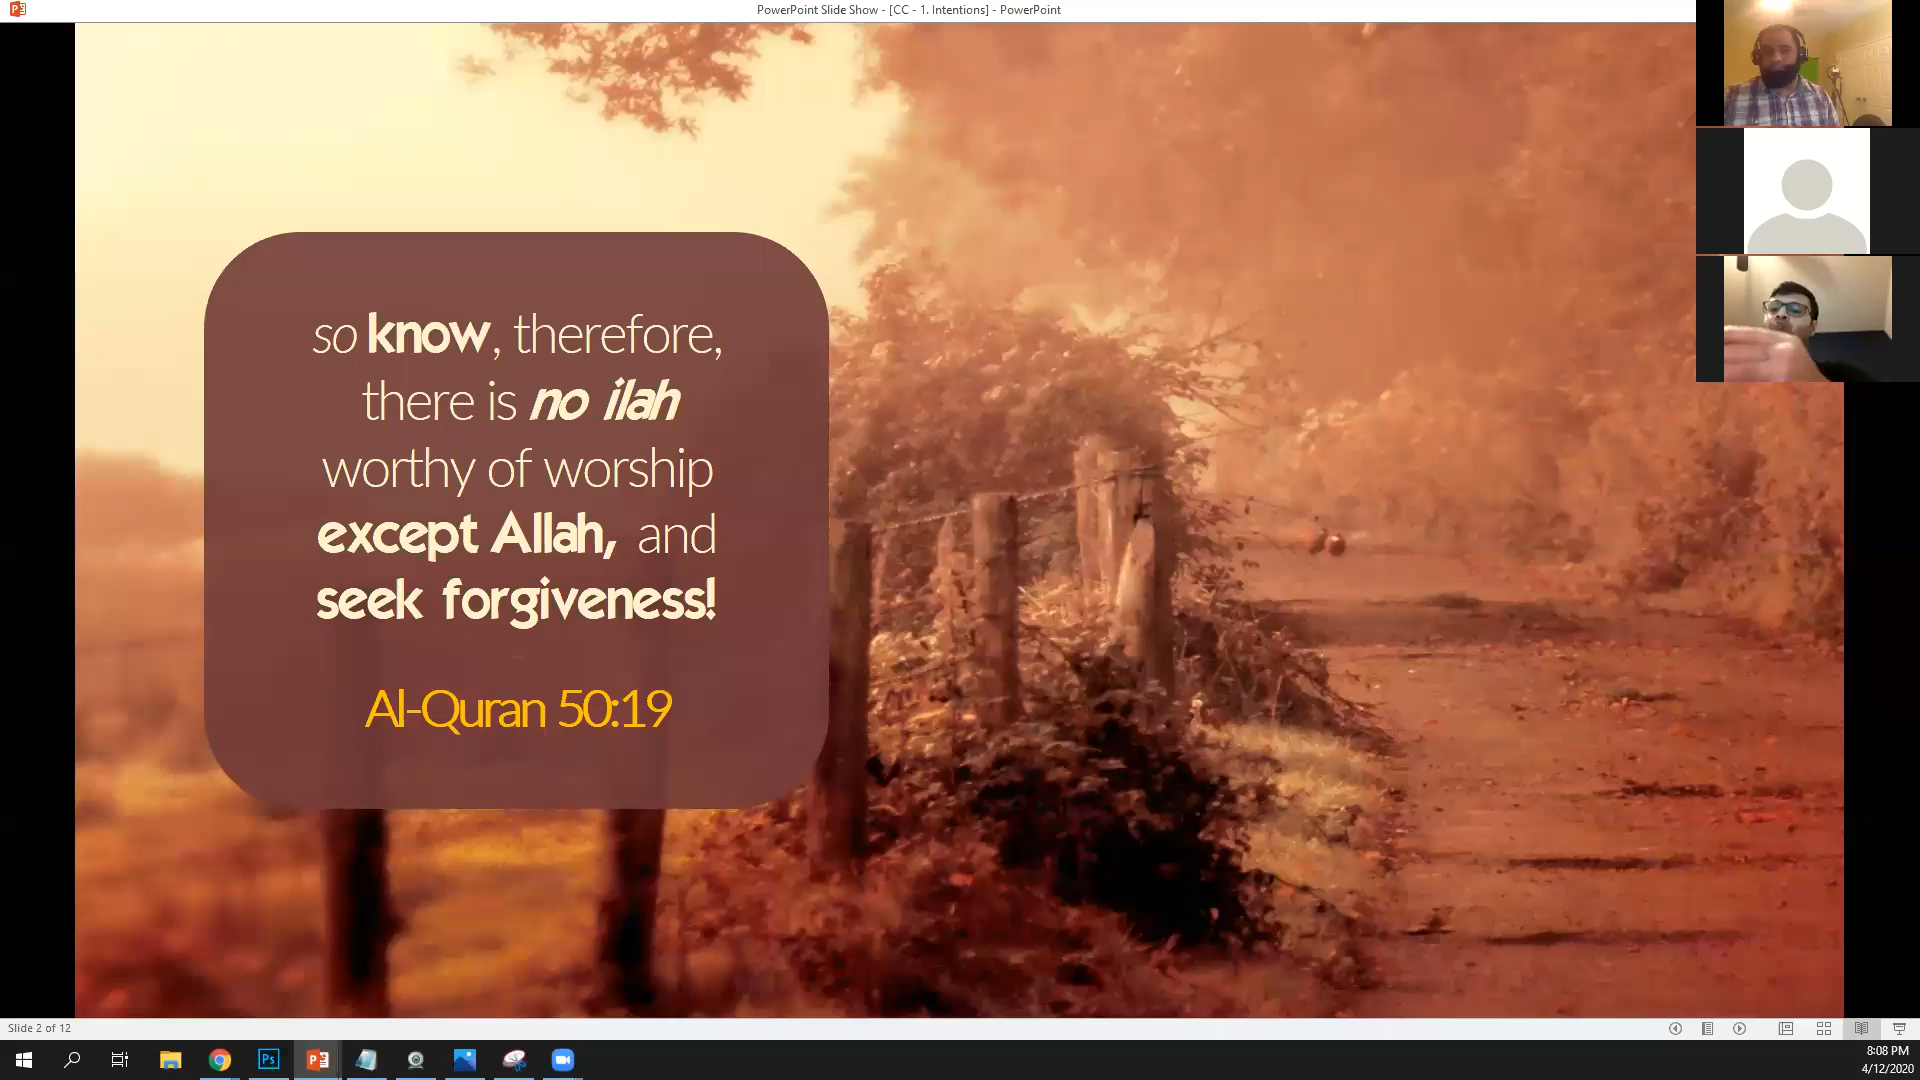 PowerPoint Slide Show - [CC - 1. Intentions] - PowerPoint
so know, therefore,
there is no ilah
worthy of worship
except Allah, and
seek forgiveness!
Al-Quran 50:19
Slide 2 of 12
Ps
8:08 PM
4/12/2020